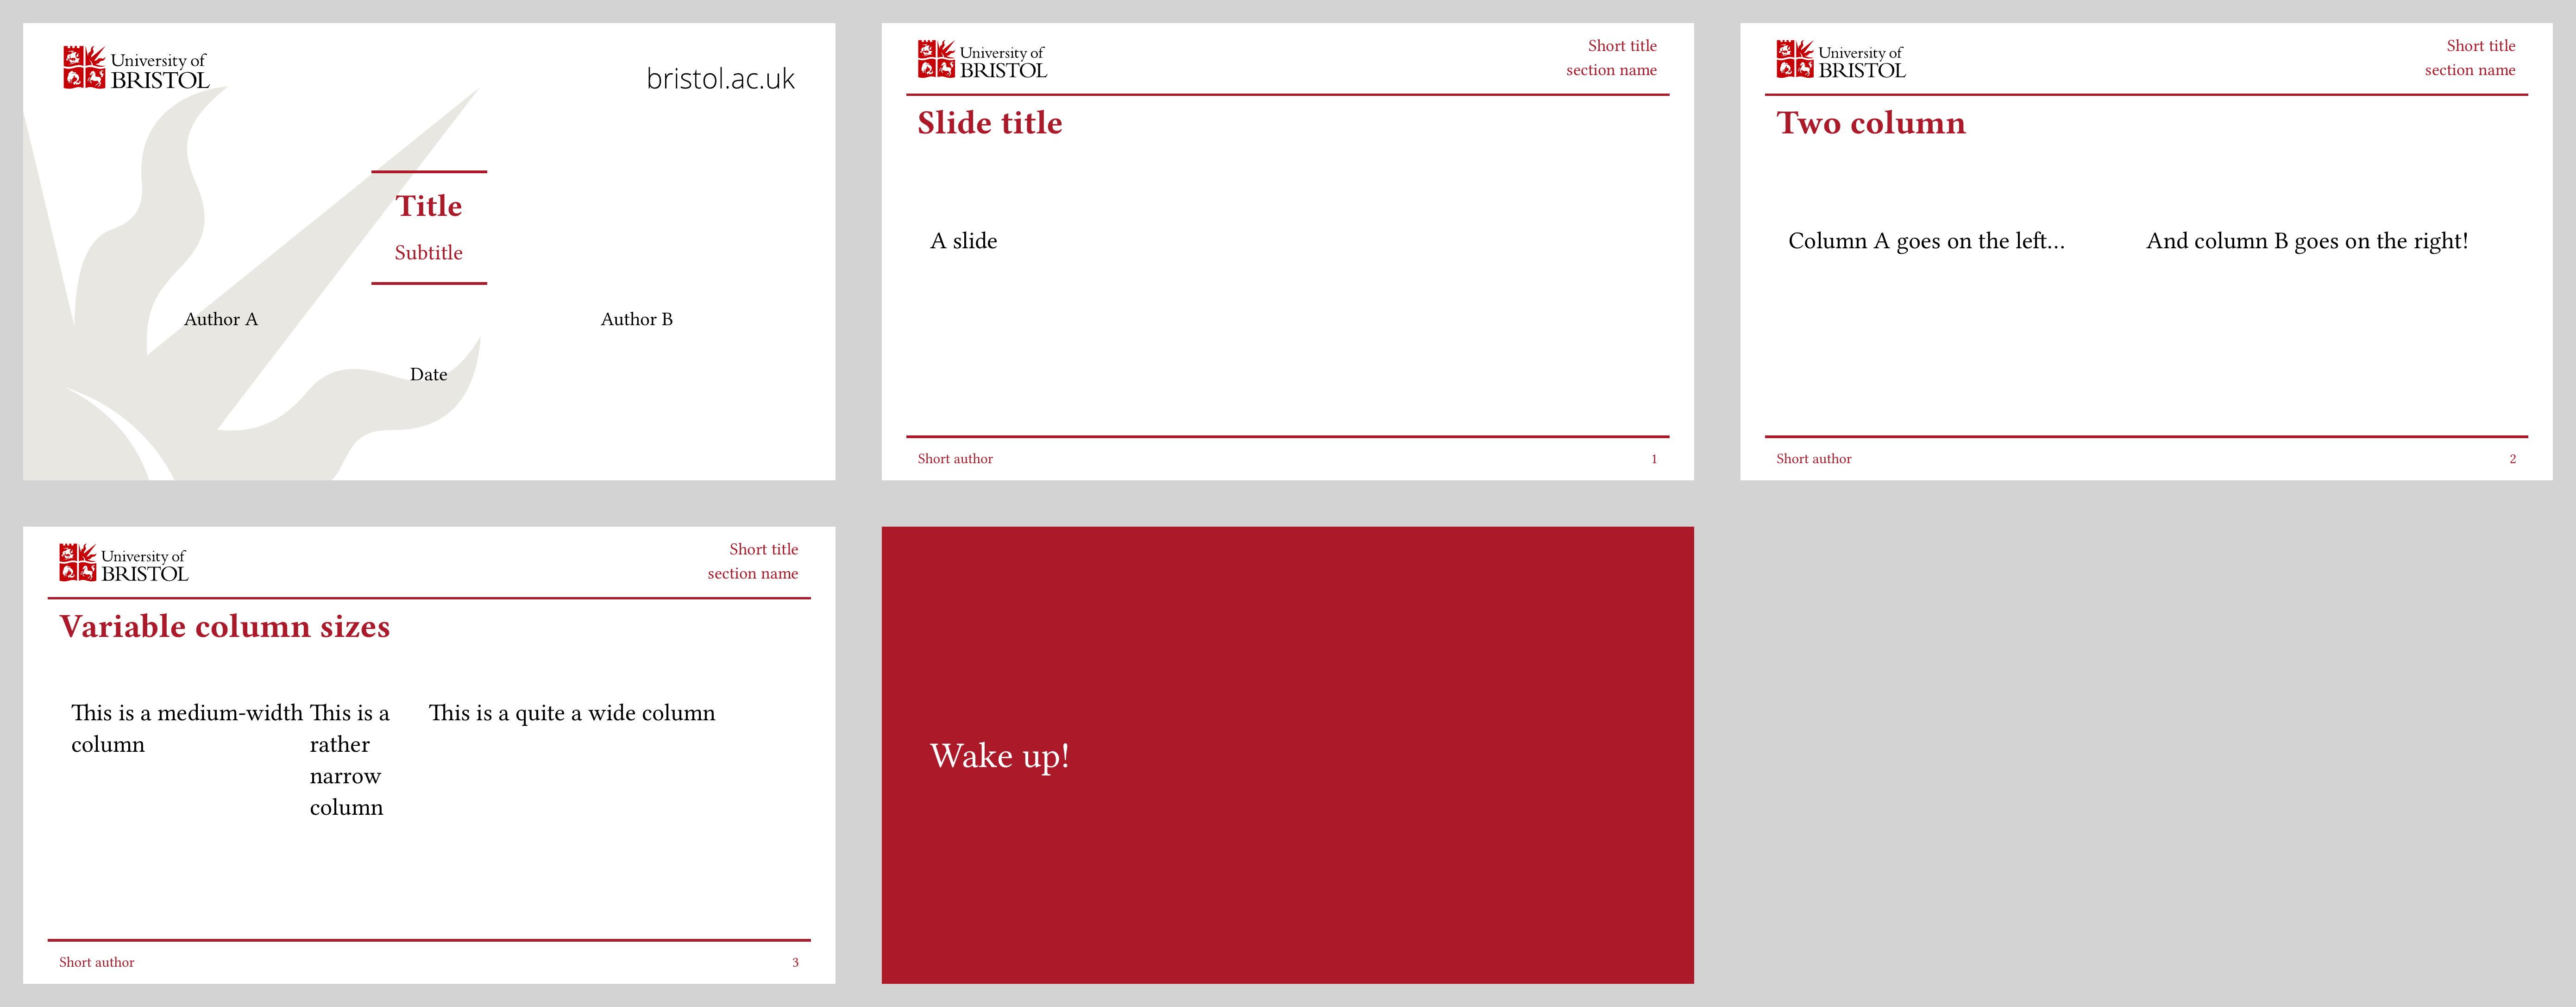 University of
BRISTOL
bristol.ac.uk
Title
Subtitle
Author A
Author B
Date
University of
BRISTOL
Short title
section name
Slide title
A slide
Short author
1
University of
BRISTOL
Short title
section name
Two column
Column A goes on the left…
And column B goes on the right!
Short author
2
University of
BRISTOL
Short title
section name
Variable column sizes
This is a medium-width
column
This is a
rather
narrow
column
This is a quite a wide column
Short author
3
Wake up!